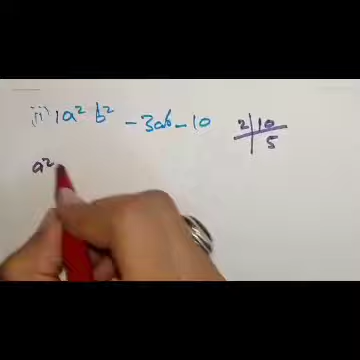 (ii) 1a² b² - 3ab - 10
2 | 10
5
a²